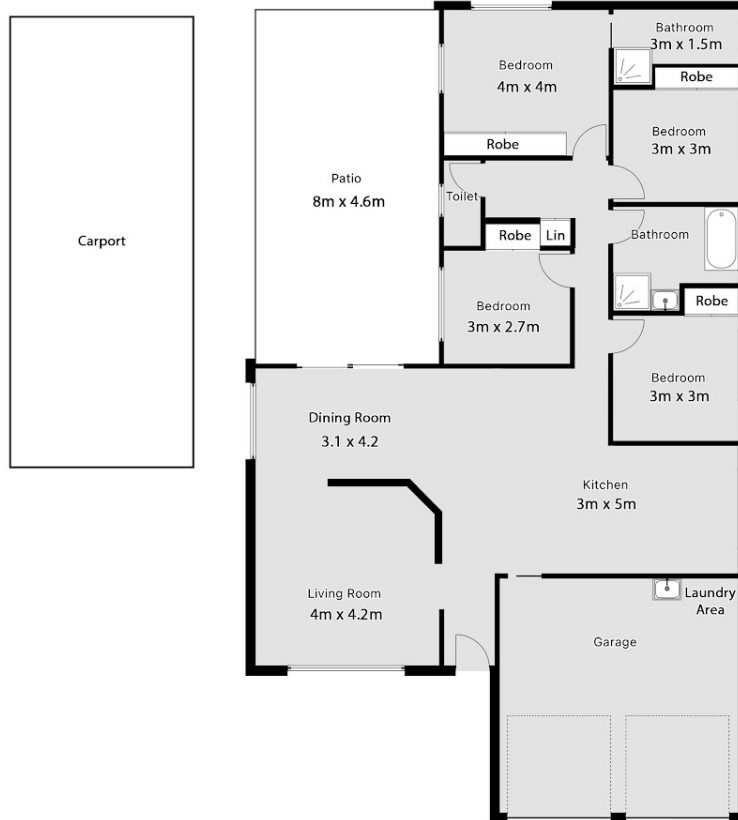 Bathroom
3m x 1.5m
Bedroom
4m x 4m
Robe
Robe
Bedroom
3m x 3m
Patio
8m x 4.6m
Toilet
Robe
Lin
Bathroom
Carport
Bedroom
3m x 2.7m
Robe
Bedroom
3m x 3m
Dining Room
3.1 x 4.2
Kitchen
3m x 5m
Living Room
4m x 4.2m
Laundry
Area
Garage